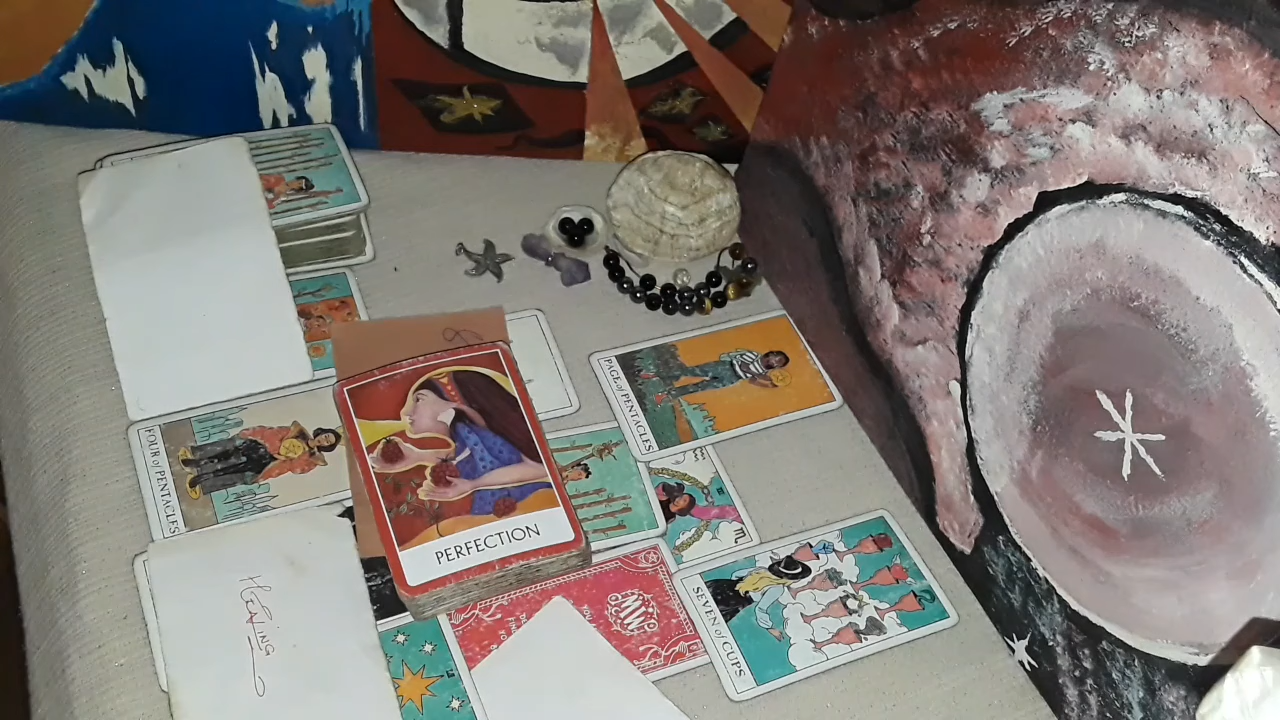 PAGE of PENTACLES
FOUR of PENTACLES
PERFECTION
SEVEN of CUPS
HEALING